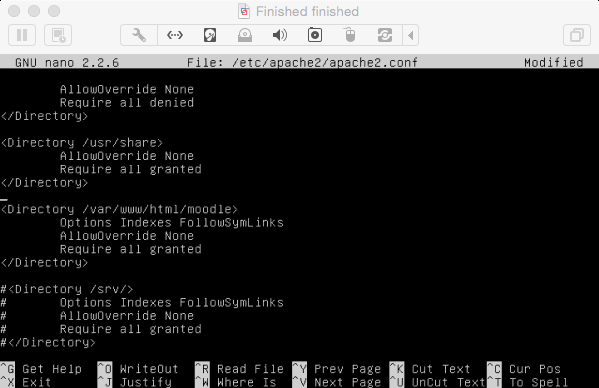 Finished finished
GNU nano 2.2.6 File: /etc/apache2/apache2.conf Modified
AllowOverride None
Require all denied
</Directory>
<Directory /usr/share>
AllowOverride None
Require all granted
</Directory>
<Directory /var/www/html/moodle>
Options Indexes FollowSymLinks
AllowOverride None
Require all granted
</Directory>
#<Directory /srv/>
# Options Indexes FollowSymLinks
# AllowOverride None
# Require all granted
#</Directory>
^G Get Help ^O WriteOut ^R Read File ^Y Prev Page ^K Cut Text ^C Cur Pos
^X Exit ^J Justify ^W Where Is ^V Next Page ^U UnCut Text ^T To Spell